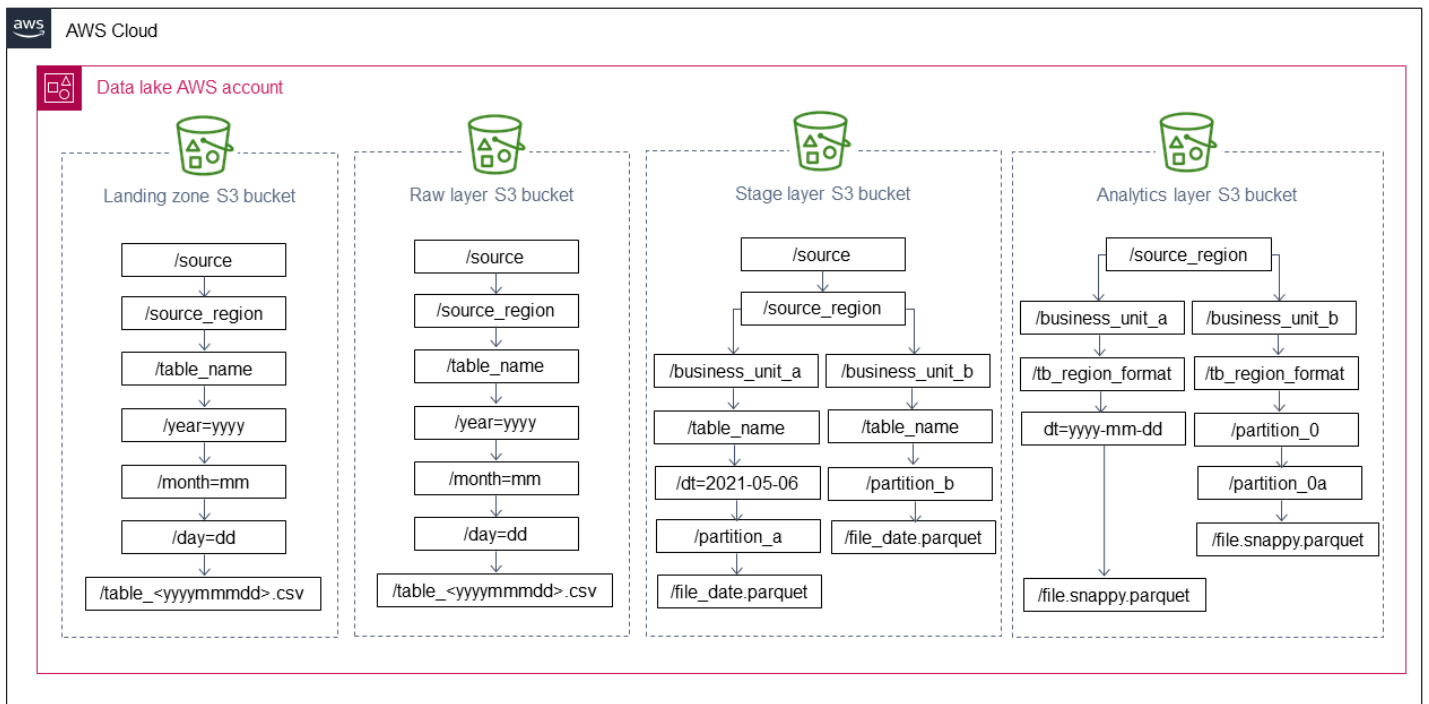 aws
AWS Cloud
Data lake AWS account
Landing zone S3 bucket
/source
/source_region
/table_name
/year=yyyy
/month=mm
/day=dd
/table_<yyyymmmdd>.csv
Raw layer S3 bucket
/source
/source_region
/table_name
/year=yyyy
/month=mm
/day=dd
/table_<yyyymmmdd>.csv
Stage layer S3 bucket
/source
/source_region
/business_unit_a
/table_name
/dt=2021-05-06
/partition_a
/file_date.parquet
/business_unit_b
/table_name
/partition_b
/file_date.parquet
Analytics layer S3 bucket
/source_region
/business_unit_a
/tb_region_format
dt=yyyy-mm-dd
/file.snappy.parquet
/business_unit_b
/tb_region_format
/partition_0
/partition_0a
/file.snappy.parquet